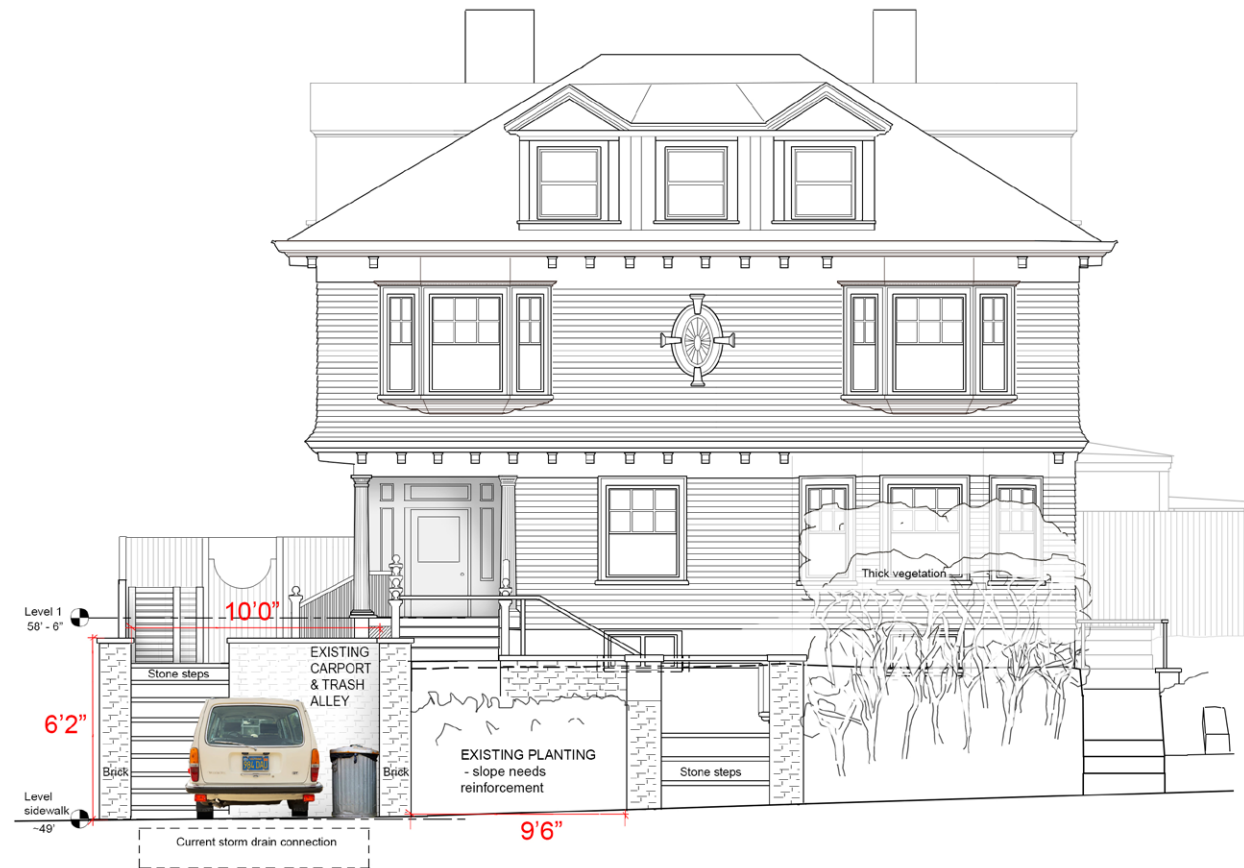 Thick vegetation
Level 1
58' - 6"
10'0"
EXISTING
CARPORT
& TRASH
ALLEY
Stone steps
6'2"
Brick
Brick
EXISTING PLANTING
- slope needs
reinforcement
Stone steps
Level
sidewalk
~49'
9'6"
Current storm drain connection